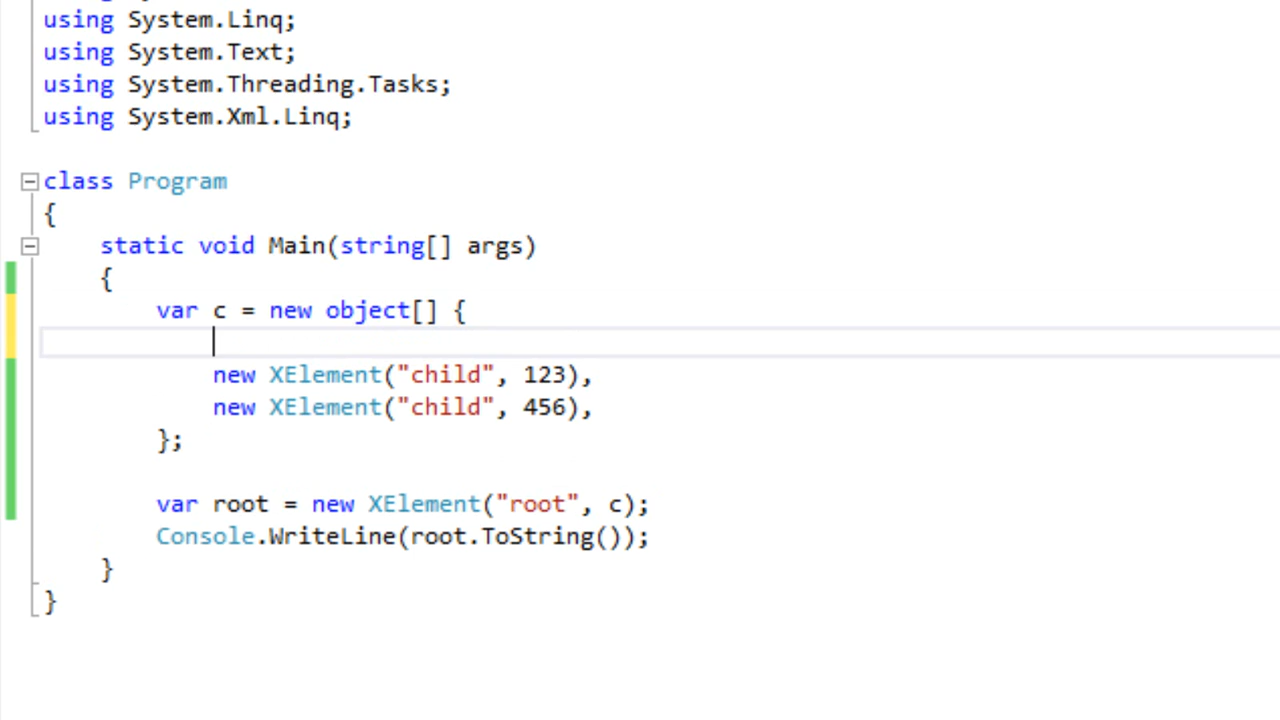 using System.Linq;
using System.Text;
using System.Threading.Tasks;
using System.Xml.Linq;
class Program
{
static void Main(string[] args)
{
var c = new object[] {
new XElement("child", 123),
new XElement("child", 456),
};
var root = new XElement("root", c);
Console.WriteLine(root.ToString());
}
}